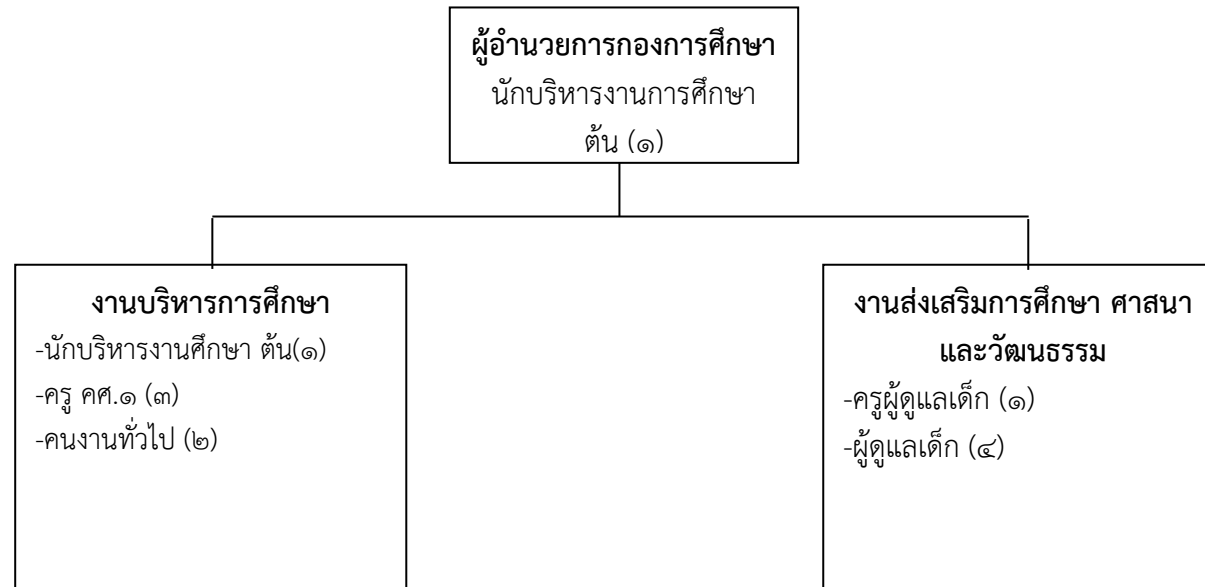 ผู้อำนวยการกองการศึกษา
นักบริหารงานการศึกษา
ต้น (๑)
งานบริหารการศึกษา
-นักบริหารงานศึกษา ต้น(๑)
-ครู คศ.๑ (๓)
-คนงานทั่วไป (๒)
งานส่งเสริมการศึกษา ศาสนา
และวัฒนธรรม
-ครูผู้ดูแลเด็ก (๑)
-ผู้ดูแลเด็ก (๔)